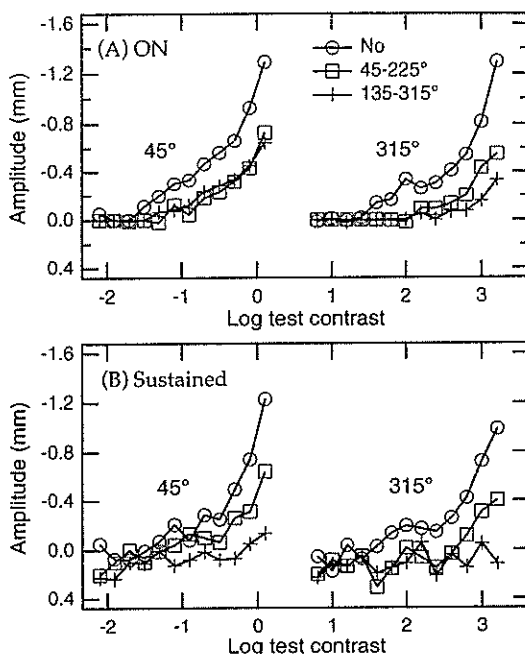 -1.6
(A) ON
No
45-225°
135-315°
-1.2
-0.8
45°
315°
-0.4
0.0
0.4
Amplitude (mm)
-2 -1 0 1 2 3
Log test contrast
-1.6
(B) Sustained
-1.2
-0.8
45°
315°
-0.4
0.0
0.4
Amplitude (mm)
-2 -1 0 1 2 3
Log test contrast